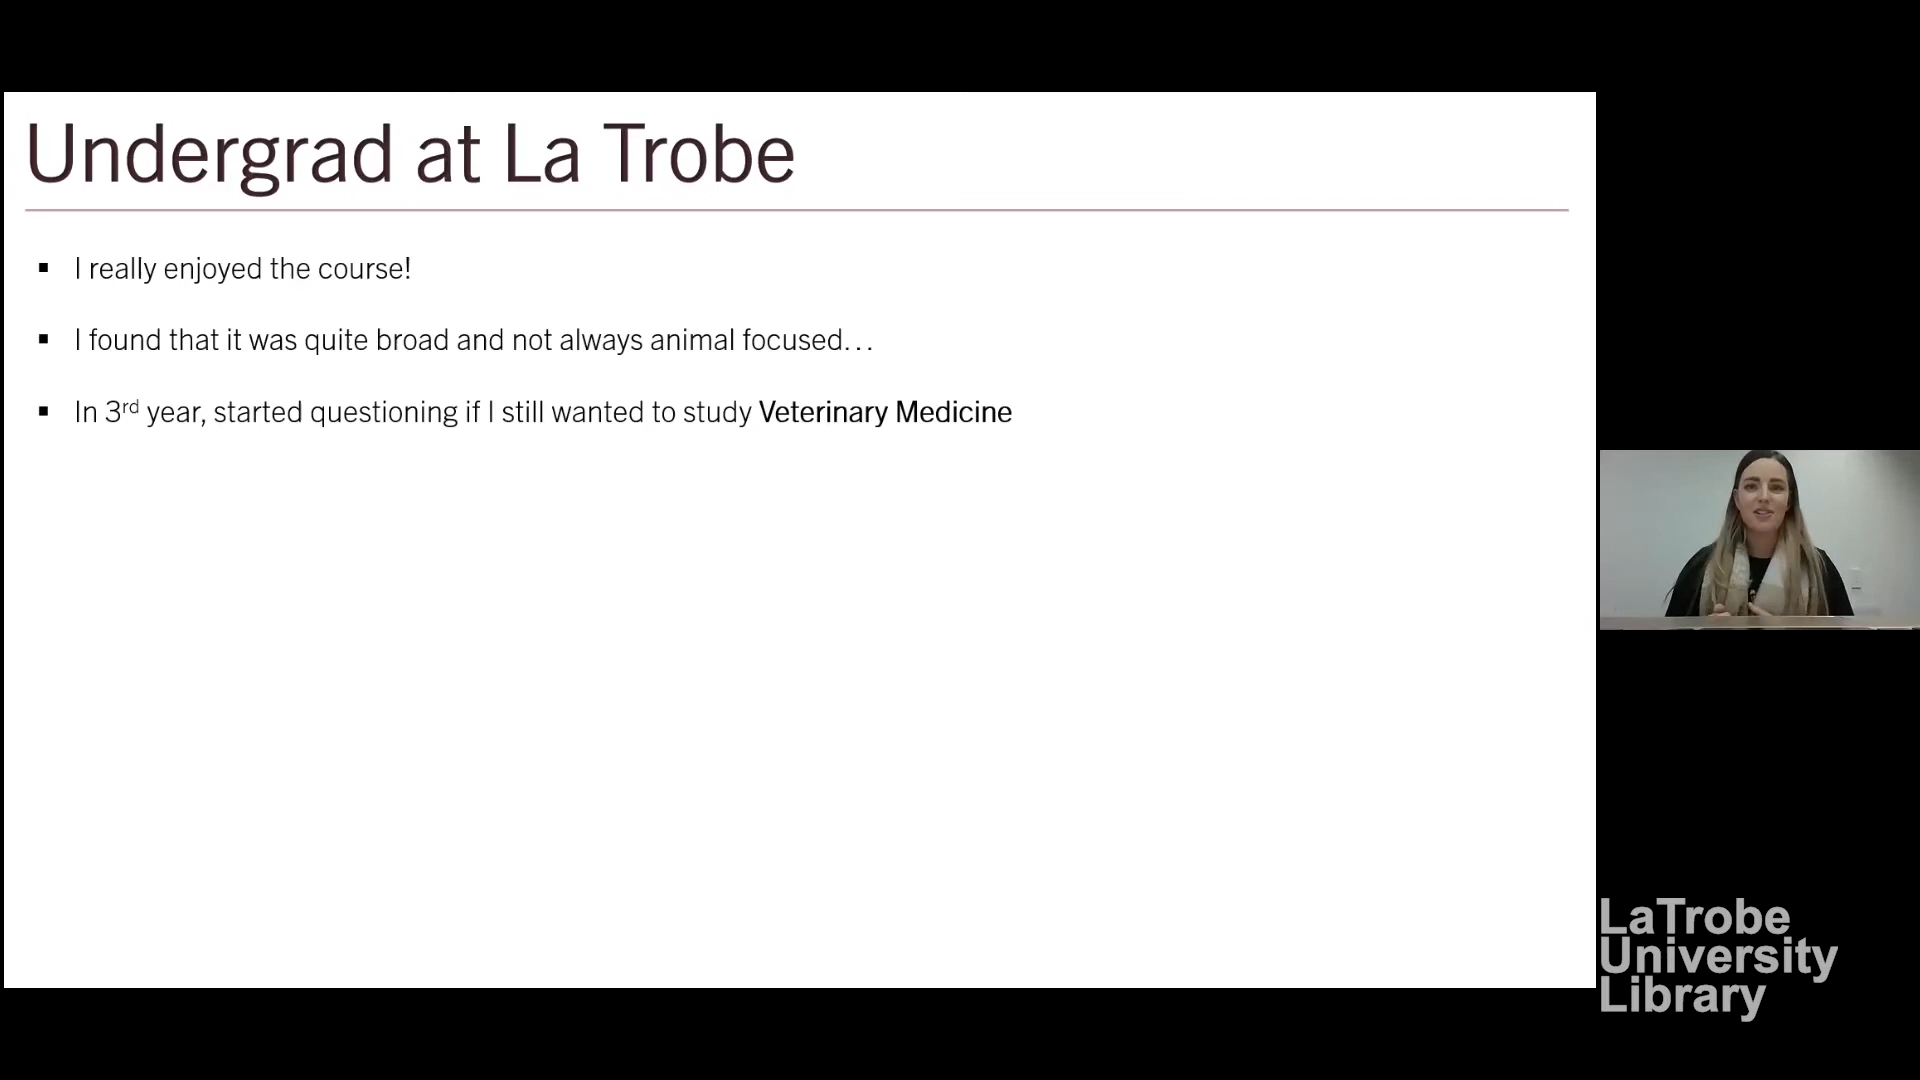 Undergrad at La Trobe
▪ I really enjoyed the course!
▪ I found that it was quite broad and not always animal focused…
▪ In 3rd year, started questioning if I still wanted to study Veterinary Medicine
LaTrobe
University
Library